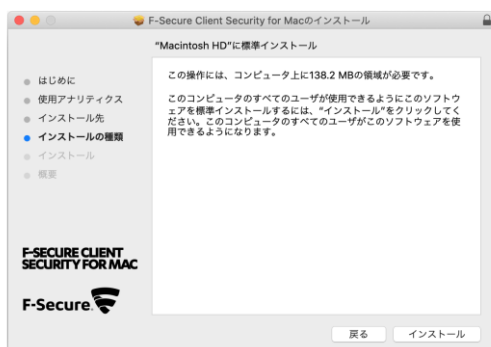 F-Secure Client Security for Macのインストール
"Macintosh HD"に標準インストール
はじめに
使用アナリティクス
インストール先
インストールの種類
インストール
概要
この操作には、コンピュータ上に138.2 MBの領域が必要です。
このコンピュータのすべてのユーザが使用できるようにこのソフトウ
ェアを標準インストールするには、"インストール"をクリックしてく
ださい。このコンピュータのすべてのユーザがこのソフトウェアを使
用できるようになります。
F-SECURE CLIENT
SECURITY FOR MAC
F-Secure.
戻る
インストール